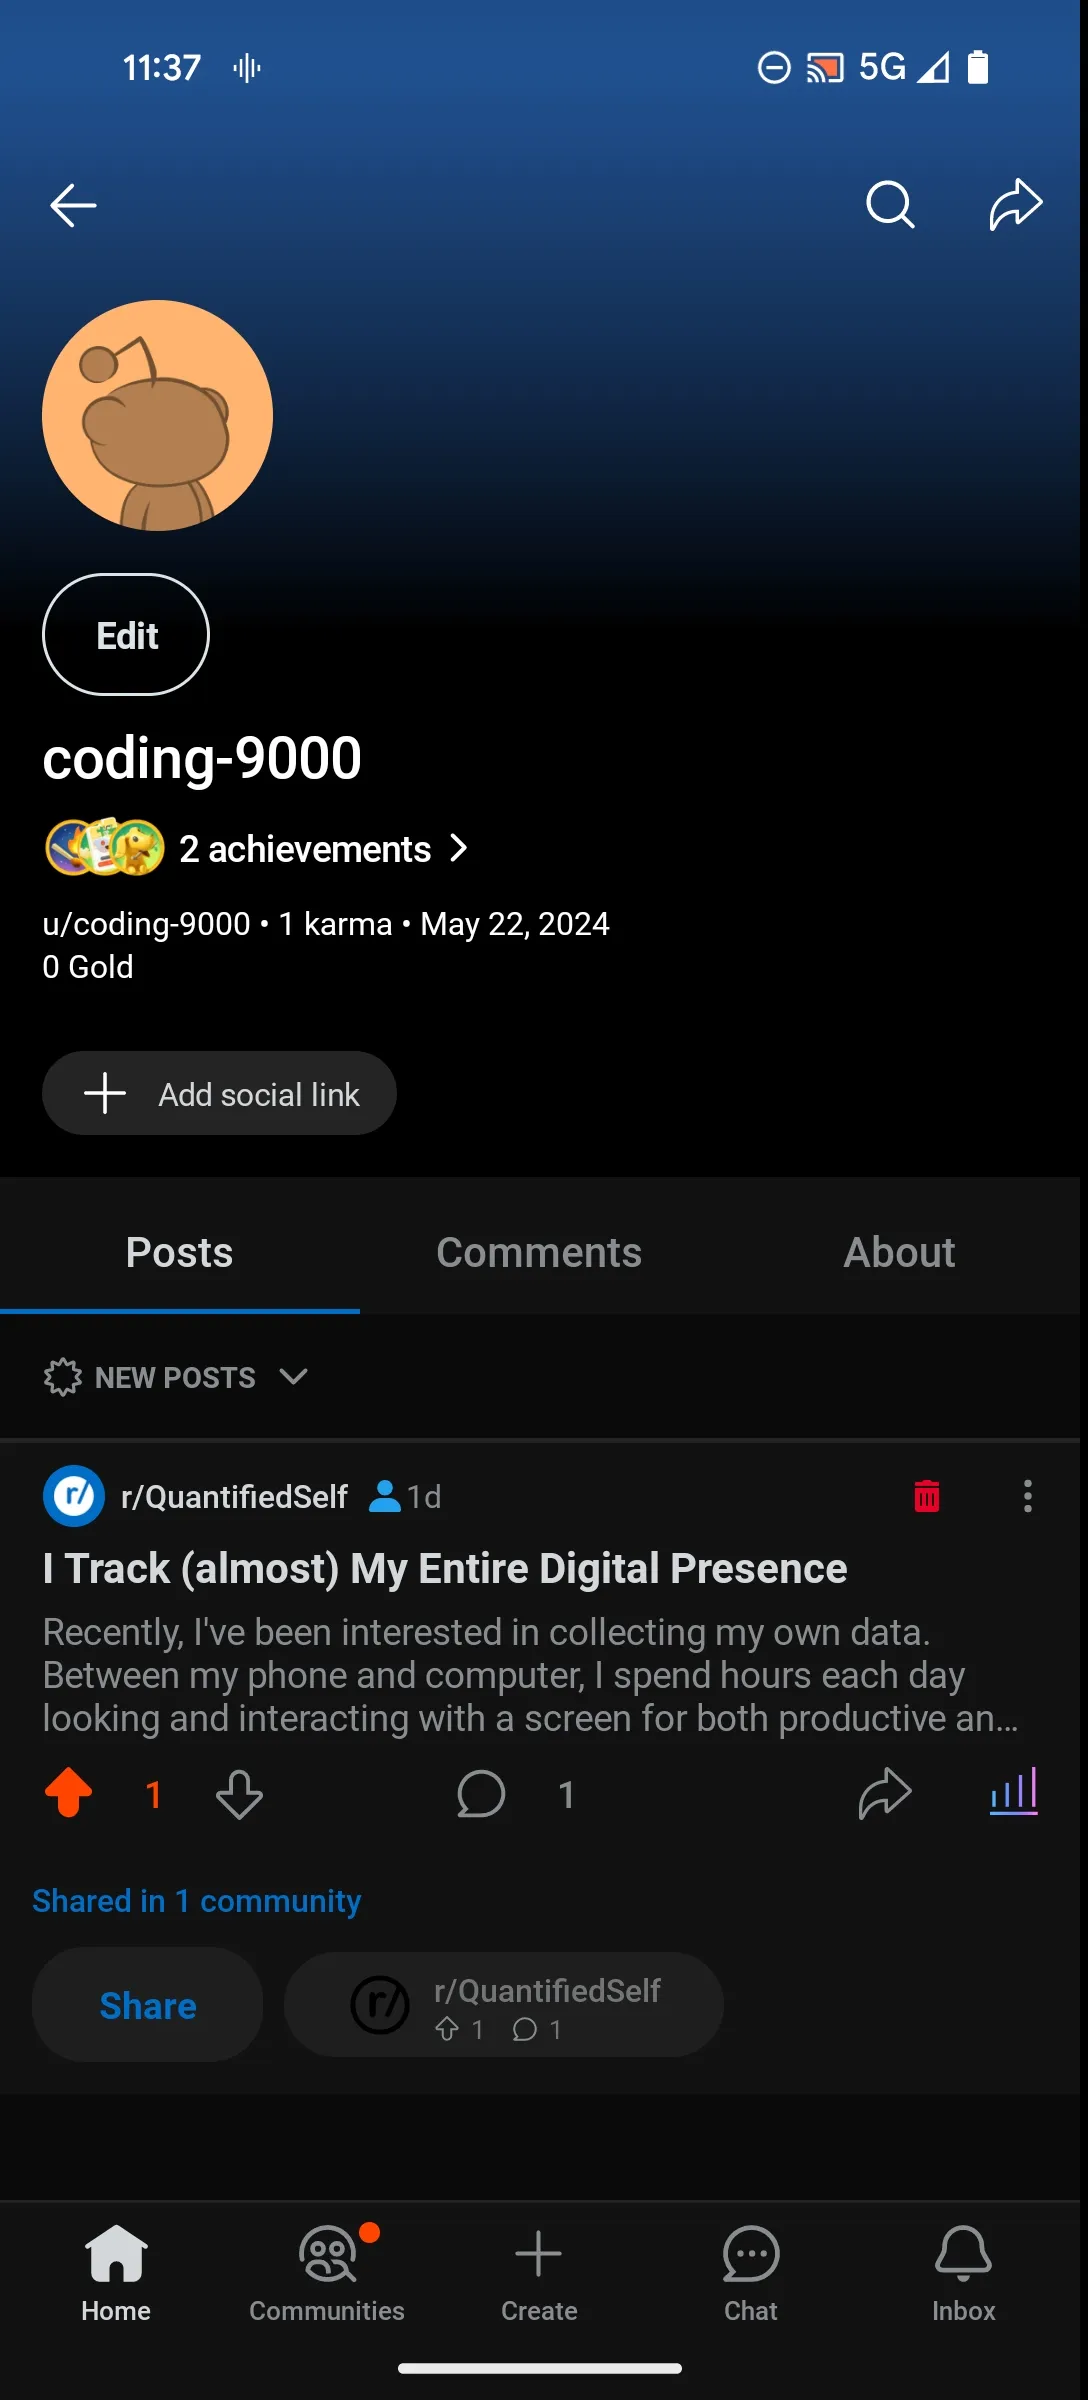 11:37
5G
Edit
coding-9000
2 achievements
u/coding-9000 • 1 karma • May 22, 2024
0 Gold
Add social link
Posts Comments About
NEW POSTS
r/ r/QuantifiedSelf 1d
I Track (almost) My Entire Digital Presence
Recently, I've been interested in collecting my own data.
Between my phone and computer, I spend hours each day
looking and interacting with a screen for both productive an...
1 1
Shared in 1 community
Share
r/ r/QuantifiedSelf
1 1
Home Communities Create Chat Inbox